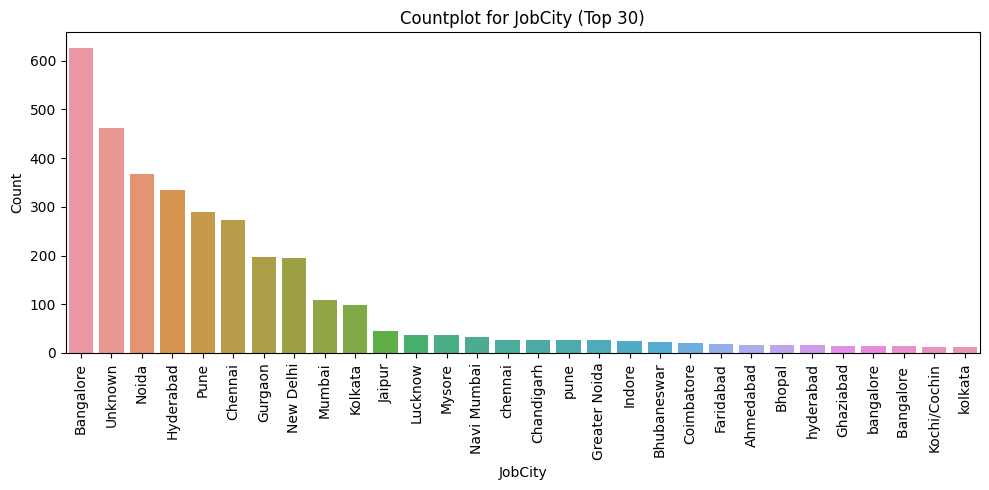 Countplot for JobCity (Top 30)
Count
600
500
400
300
200
100
0
Bangalore
Unknown
Noida
Hyderabad
Pune
Chennai
Gurgaon
New Delhi
Mumbai
Kolkata
Jaipur
Lucknow
Mysore
Navi Mumbai
chennai
Chandigarh
pune
Greater Noida
Indore
Bhubaneswar
Coimbatore
Faridabad
Ahmedabad
Bhopal
hyderabad
Ghaziabad
bangalore
Bangalore
Kochi/Cochin
kolkata
JobCity